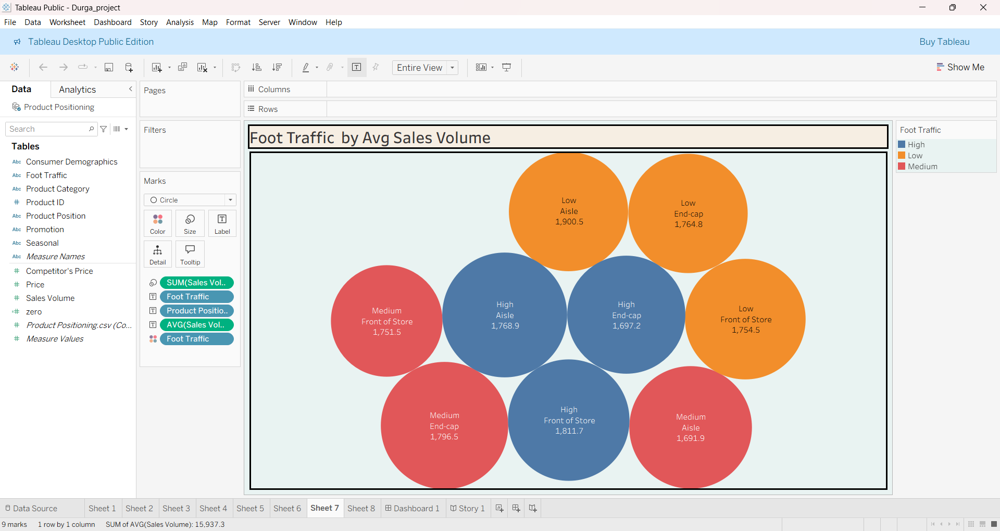 Tableau Public - Durga_project
File Data Worksheet Dashboard Story Analysis Map Format Server Window Help
Tableau Desktop Public Edition
Buy Tableau
Entire View
Show Me
Data
Analytics
Product Positioning
Search
Tables
Abc Consumer Demographics
Abc Foot Traffic
Abc Product Category
# Product ID
Abc Product Position
Abc Promotion
Abc Seasonal
Abc Measure Names
# Competitor's Price
# Price
# Sales Volume
=# zero
# Product Positioning.csv (Co...
# Measure Values
Pages
Filters
Marks
Circle
Color
Size
Label
Detail
Tooltip
SUM(Sales Vol..
Foot Traffic
Product Positio..
AVG(Sales Vol..
Foot Traffic
Columns
Rows
Foot Traffic by Avg Sales Volume
Low
Aisle
1,900.5
Low
End-cap
1,764.8
Medium
Front of Store
1,751.5
High
Aisle
1,768.9
High
End-cap
1,697.2
Low
Front of Store
1,754.5
Medium
End-cap
1,796.5
High
Front of Store
1,811.7
Medium
Aisle
1,691.9
Foot Traffic
High
Low
Medium
Data Source
Sheet 1
Sheet 2
Sheet 3
Sheet 4
Sheet 5
Sheet 6
Sheet 7
Sheet 8
Dashboard 1
Story 1
9 marks
1 row by 1 column
SUM of AVG(Sales Volume): 15,937.3